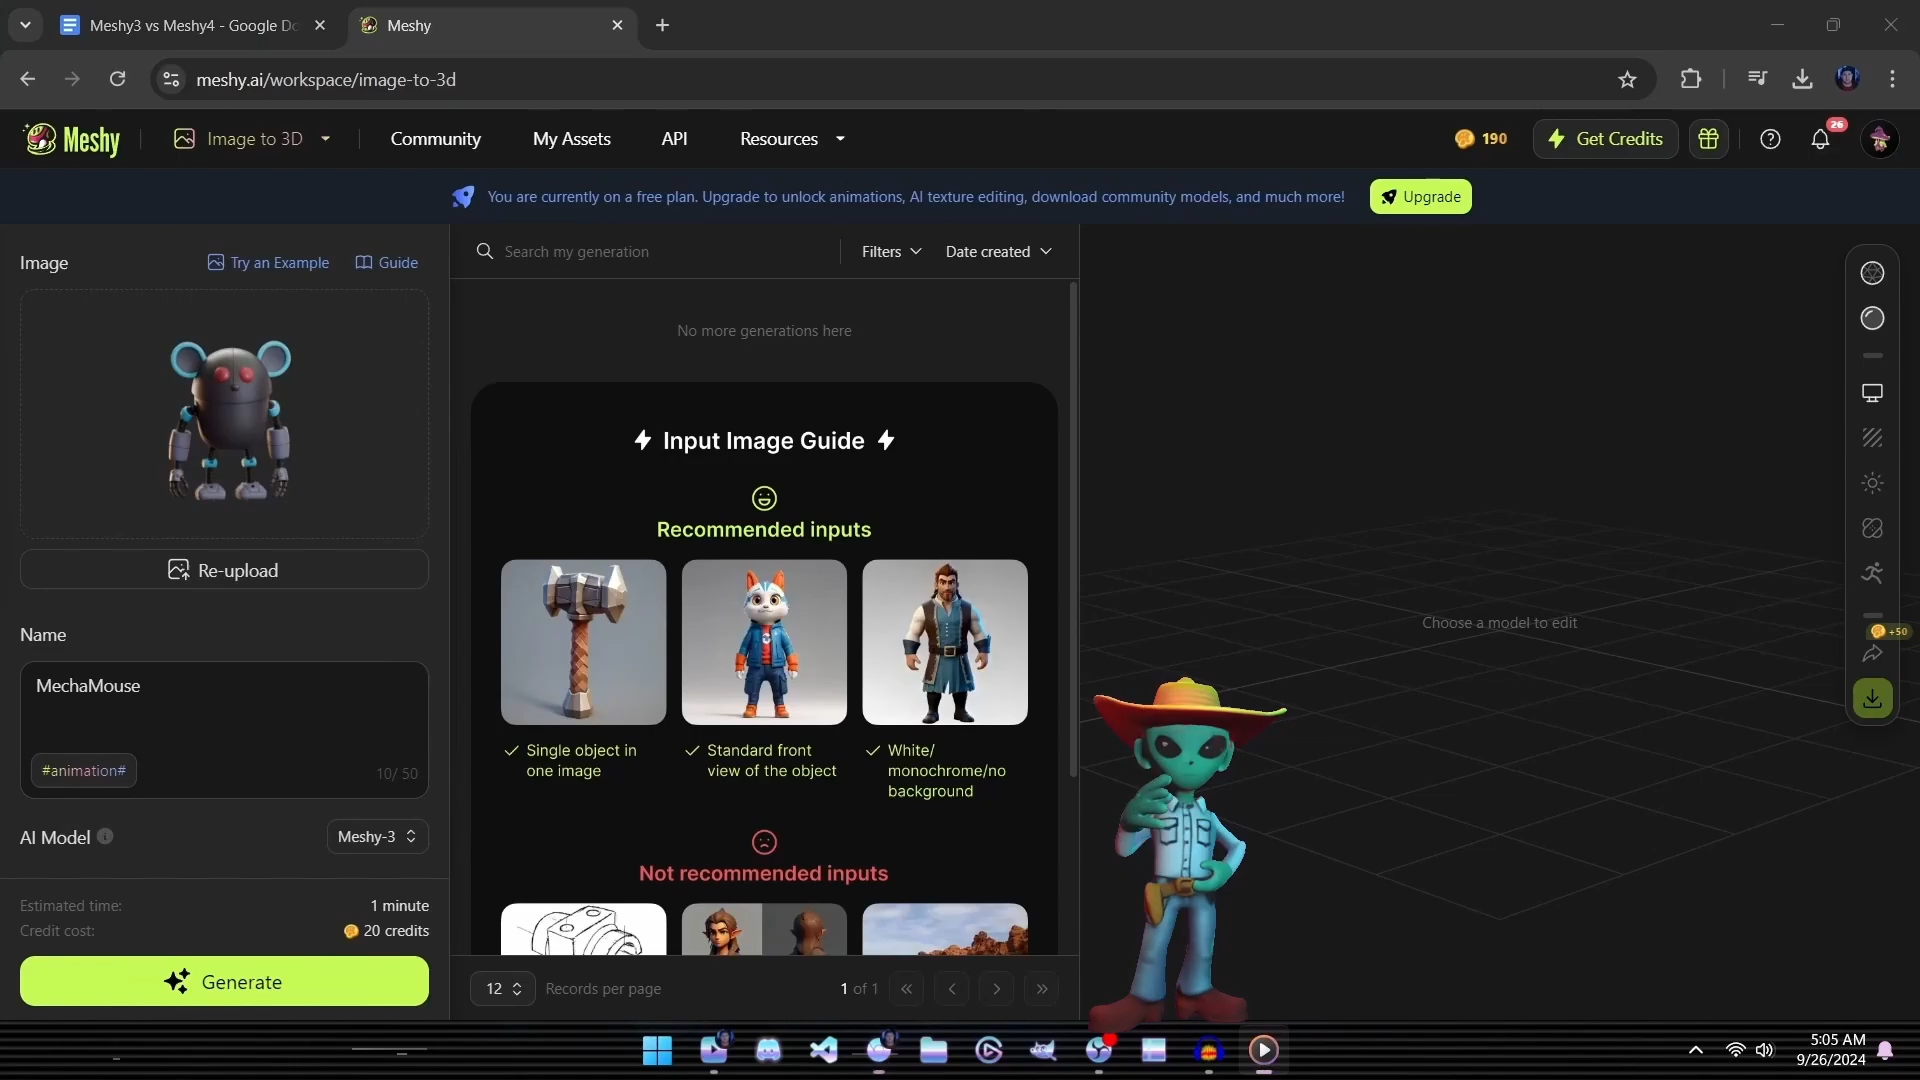 Meshy3 vs Meshy4 - Google Do
Meshy
meshy.ai/workspace/image-to-3d
Meshy
Image to 3D
Community
My Assets
API
Resources
190
Get Credits
26
You are currently on a free plan. Upgrade to unlock animations, AI texture editing, download community models, and much more!
Upgrade
Image
Try an Example
Guide
Re-upload
Name
MechaMouse
#animation#
10/ 50
AI Model
Meshy-3
Estimated time:
1 minute
Credit cost:
20 credits
Generate
Search my generation
Filters
Date created
No more generations here
Input Image Guide
Recommended inputs
Single object in
one image
Standard front
view of the object
White/
monochrome/no
background
Not recommended inputs
12
Records per page
1 of 1
Choose a model to edit
+50
5:05 AM
9/26/2024